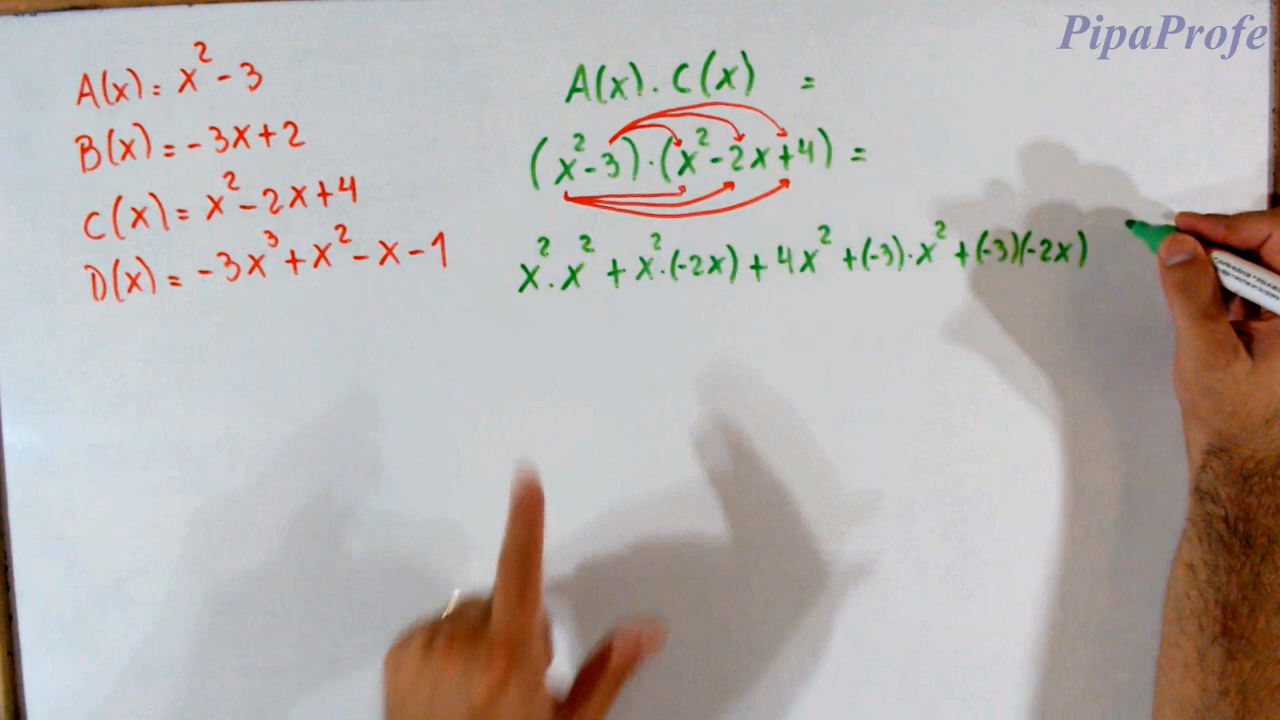 PipaProfe
A(x) = x² - 3
B(x) = - 3x + 2
C(x) = x² - 2x + 4
D(x) = - 3x³ + x² - x - 1
A(x) . C(x) =
(x² - 3) · (x² - 2x + 4) =
x² . x² + x² · (-2x) + 4x² + (-3) · x² + (-3)(-2x)